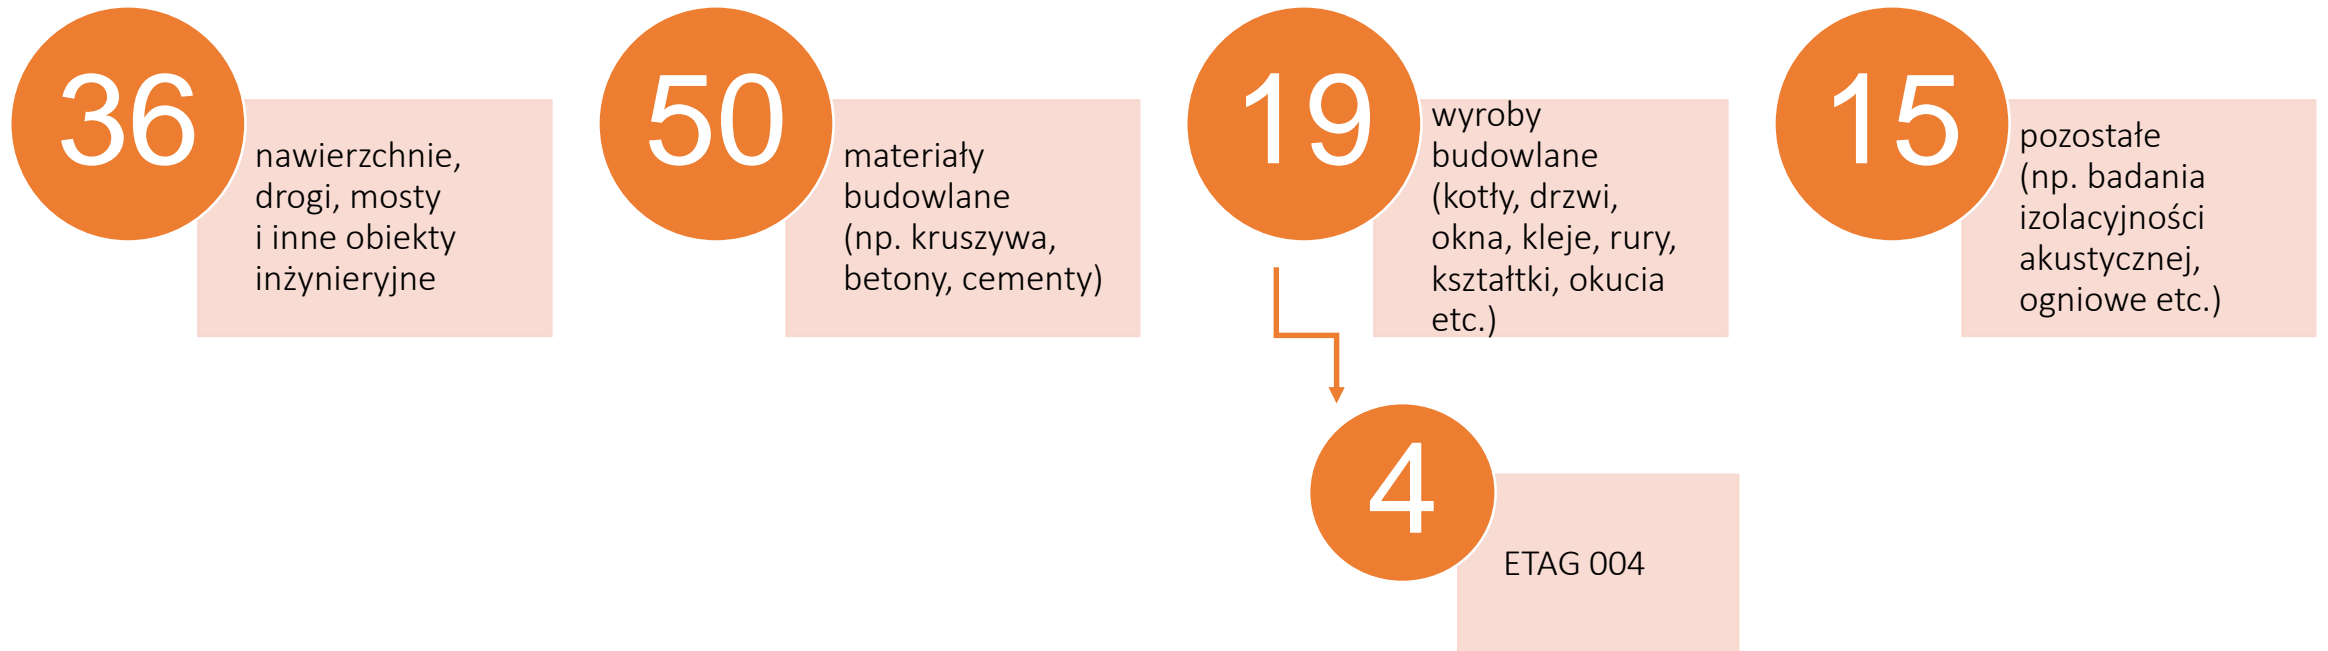 36
nawierzchnie,
drogi, mosty
i inne obiekty
inżynieryjne
50
materiały
budowlane
(np. kruszywa,
betony, cementy)
19
wyroby
budowlane
(kotły, drzwi,
okna, kleje, rury,
kształtki, okucia
etc.)
15
pozostałe
(np. badania
izolacyjności
akustycznej,
ogniowe etc.)
4
ETAG 004